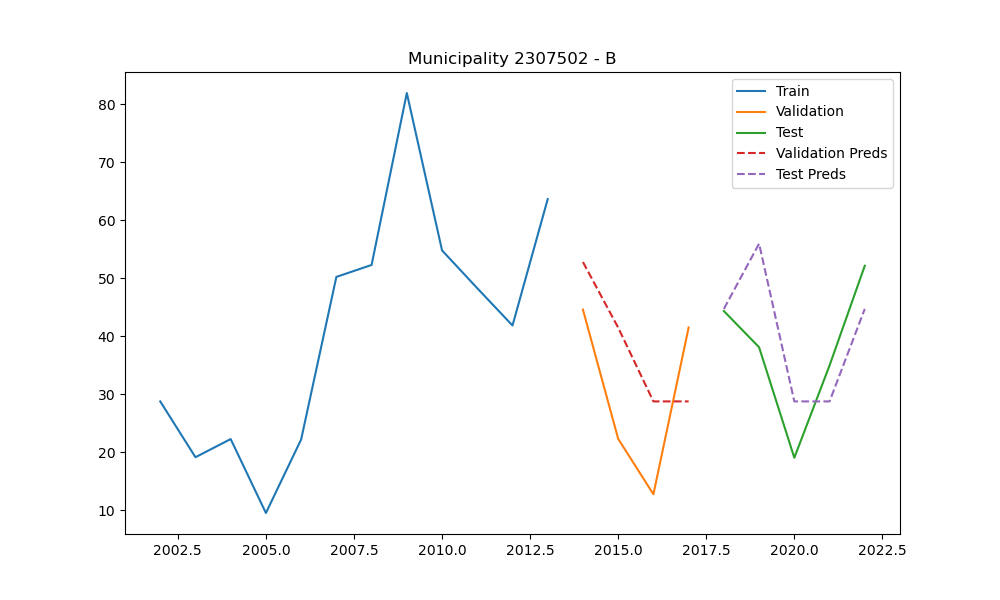 Municipality 2307502 - B
Train
Validation
Test
Validation Preds
Test Preds
80
70
60
50
40
30
20
10
2002.5 2005.0 2007.5 2010.0 2012.5 2015.0 2017.5 2020.0 2022.5